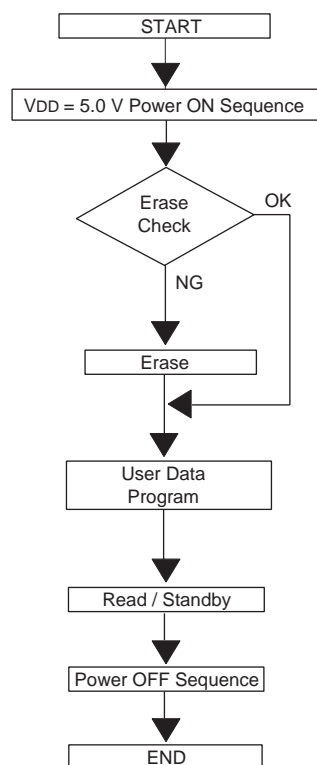 START
VDD = 5.0 V Power ON Sequence
Erase
Check
OK
NG
Erase
User Data
Program
Read / Standby
Power OFF Sequence
END